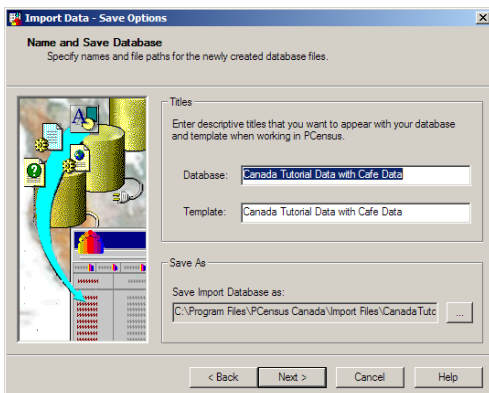 Import Data - Save Options
Name and Save Database
Specify names and file paths for the newly created database files.
Titles
Enter descriptive titles that you want to appear with your database
and template when working in PCensus.
Database: Canada Tutorial Data with Cafe Data
Template: Canada Tutorial Data with Cafe Data
Save As
Save Import Database as:
C:\Program Files\PCensus Canada\Import Files\CanadaTuto ...
< Back Next > Cancel Help